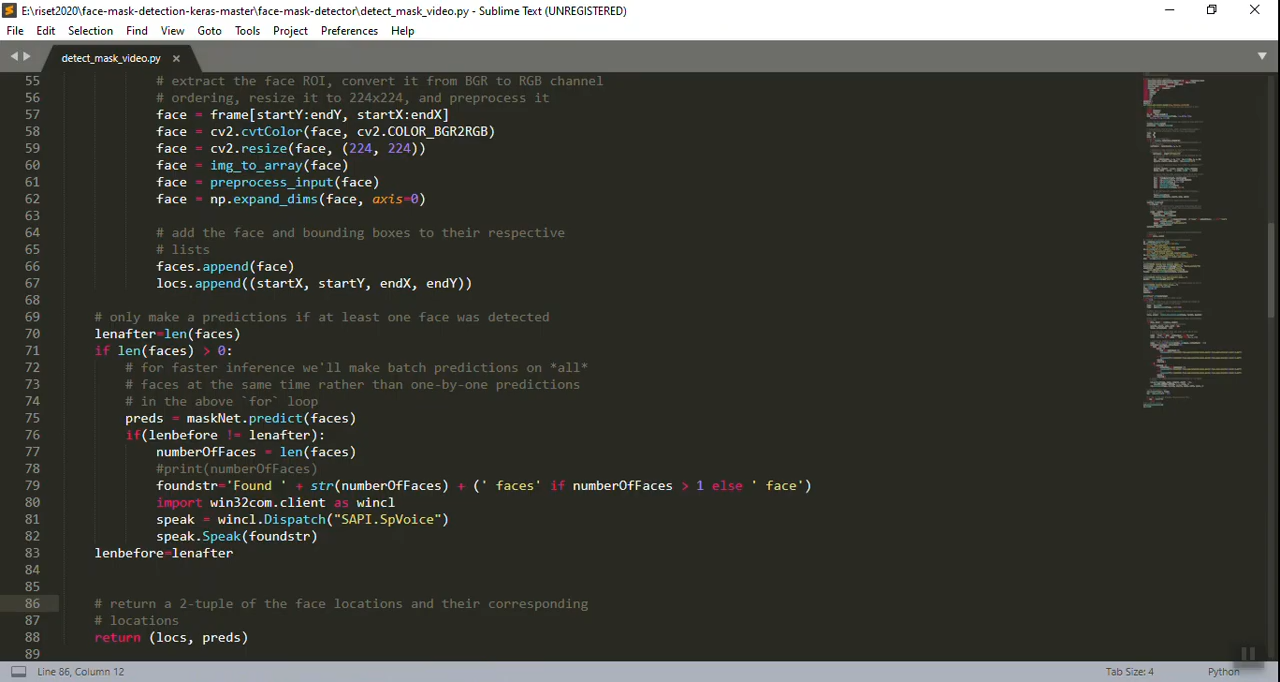 E:\riset2020\face-mask-detection-keras-master\face-mask-detector\detect_mask_video.py - Sublime Text (UNREGISTERED)
File Edit Selection Find View Goto Tools Project Preferences Help
detect_mask_video.py ×
55 # extract the face ROI, convert it from BGR to RGB channel
56 # ordering, resize it to 224x224, and preprocess it
57 face = frame[startY:endY, startX:endX]
58 face = cv2.cvtColor(face, cv2.COLOR_BGR2RGB)
59 face = cv2.resize(face, (224, 224))
60 face = img_to_array(face)
61 face = preprocess_input(face)
62 face = np.expand_dims(face, axis=0)
63
64 # add the face and bounding boxes to their respective
65 # lists
66 faces.append(face)
67 locs.append((startX, startY, endX, endY))
68
69 # only make a predictions if at least one face was detected
70 lenafter=len(faces)
71 if len(faces) > 0:
72 # for faster inference we'll make batch predictions on *all*
73 # faces at the same time rather than one-by-one predictions
74 # in the above `for` loop
75 preds = maskNet.predict(faces)
76 if(lenbefore != lenafter):
77 numberOfFaces = len(faces)
78 #print(numberOfFaces)
79 foundstr='Found ' + str(numberOfFaces) + (' faces' if numberOfFaces > 1 else ' face')
80 import win32com.client as wincl
81 speak = wincl.Dispatch("SAPI.SpVoice")
82 speak.Speak(foundstr)
83 lenbefore=lenafter
84
85
86 # return a 2-tuple of the face locations and their corresponding
87 # locations
88 return (locs, preds)
89
Line 86, Column 12 Tab Size: 4 Python